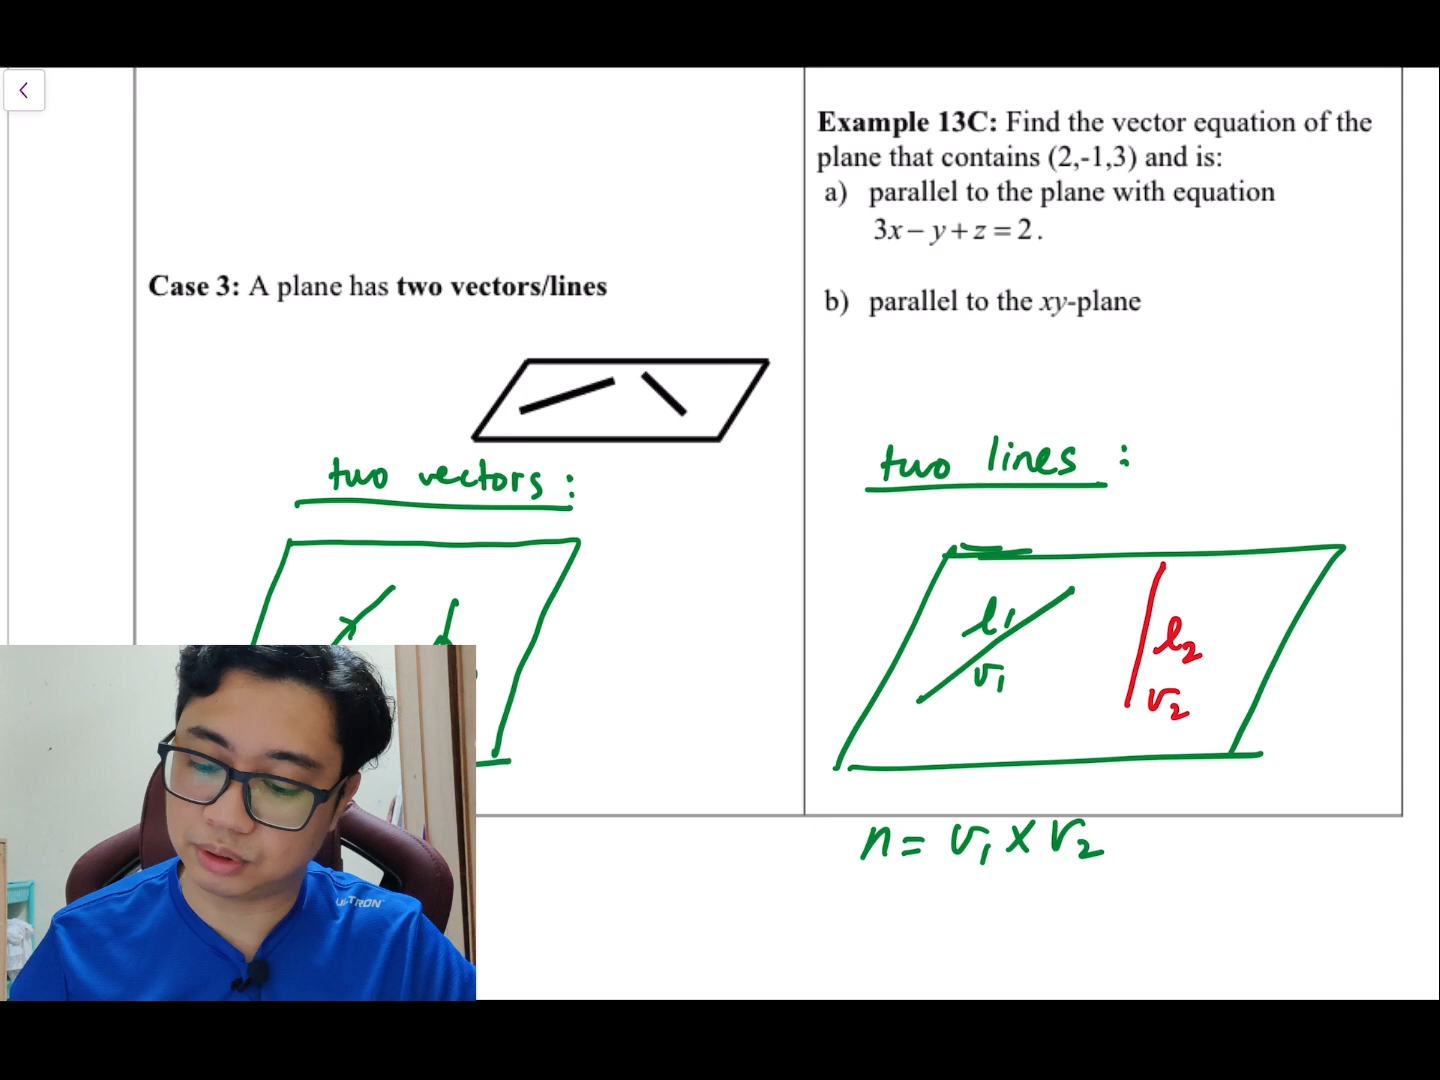 Case 3: A plane has two vectors/lines
two vectors:
Example 13C: Find the vector equation of the
plane that contains (2,-1,3) and is:
a) parallel to the plane with equation
3x − y + z = 2.
b) parallel to the xy-plane
two lines :
l₁
v₁
l₂
v₂
n = v₁ × v₂